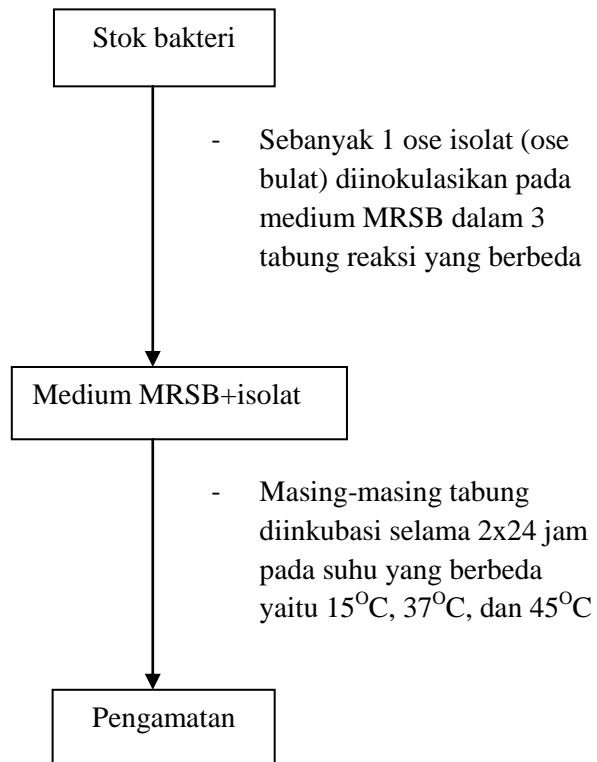 Stok bakteri
- Sebanyak 1 ose isolat (ose
bulat) diinokulasikan pada
medium MRSB dalam 3
tabung reaksi yang berbeda
Medium MRSB+isolat
- Masing-masing tabung
diinkubasi selama 2x24 jam
pada suhu yang berbeda
yaitu 15ᴼC, 37ᴼC, dan 45ᴼC
Pengamatan